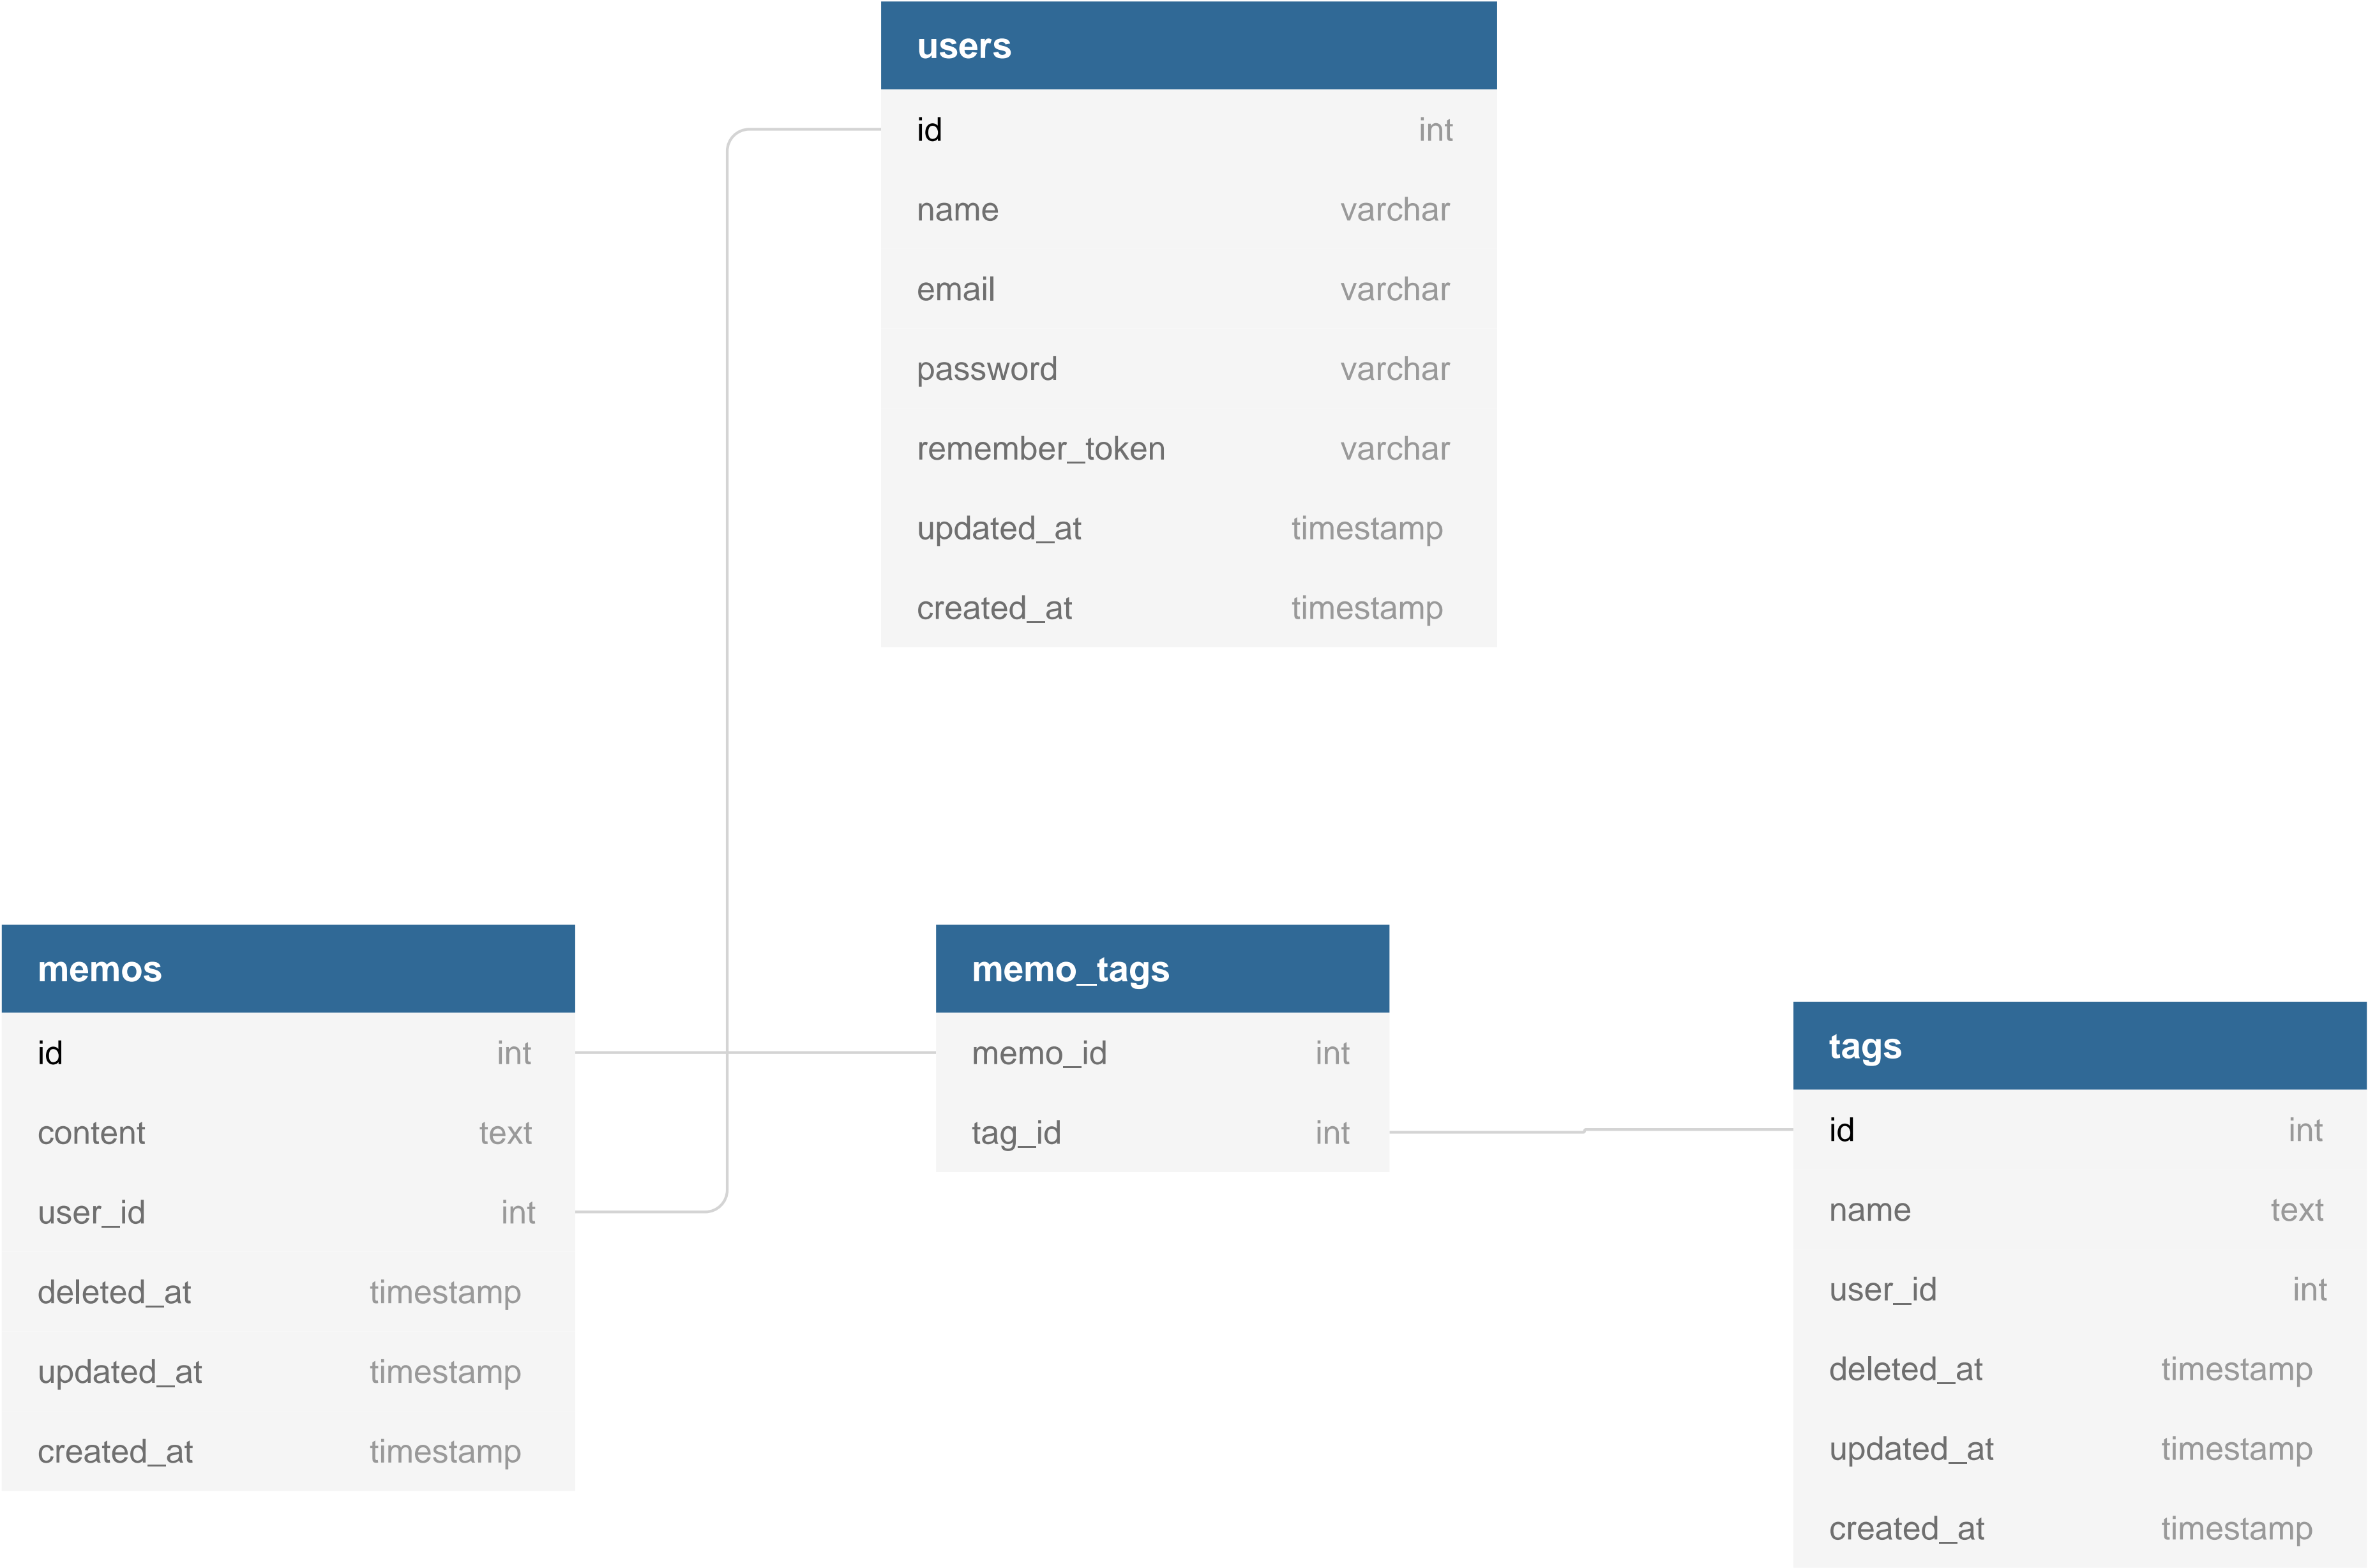 users
id int
name varchar
email varchar
password varchar
remember_token varchar
updated_at timestamp
created_at timestamp
memos
id int
content text
user_id int
deleted_at timestamp
updated_at timestamp
created_at timestamp
memo_tags
memo_id int
tag_id int
tags
id int
name text
user_id int
deleted_at timestamp
updated_at timestamp
created_at timestamp